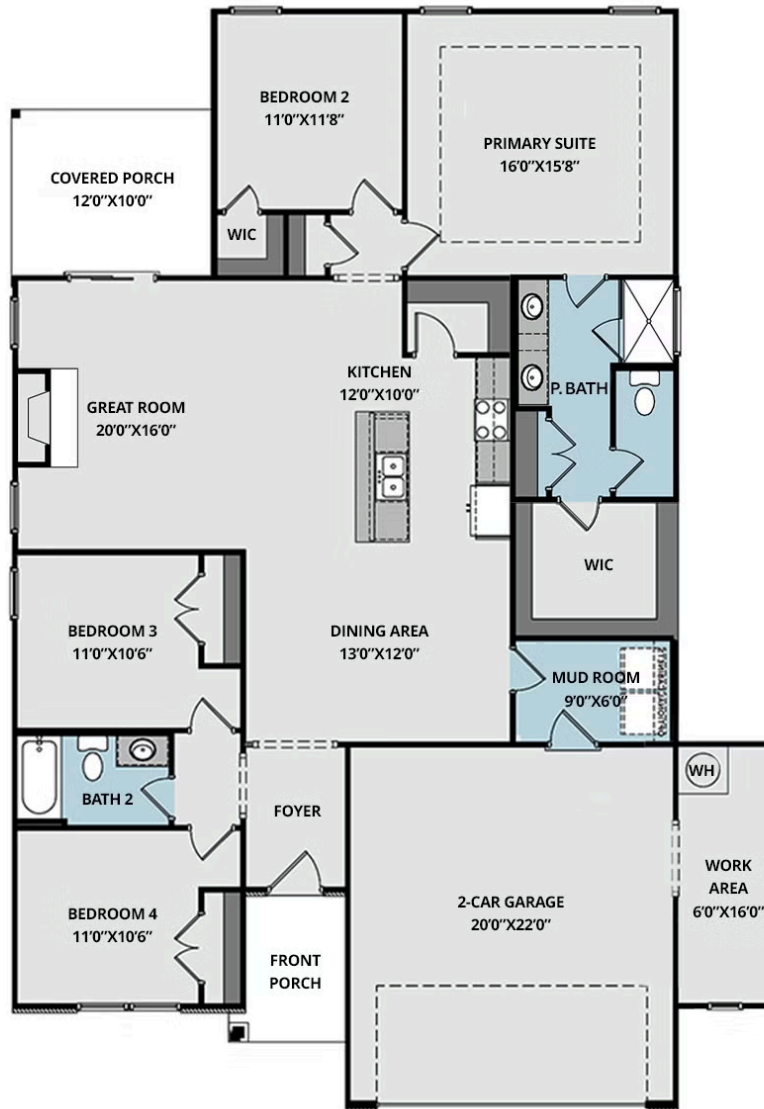 BEDROOM 2
11'0"X11'8"
PRIMARY SUITE
16'0"X15'8"
COVERED PORCH
12'0"X10'0"
WIC
KITCHEN
12'0"X10'0"
P. BATH
GREAT ROOM
20'0"X16'0"
WIC
BEDROOM 3
11'0"X10'6"
DINING AREA
13'0"X12'0"
MUD ROOM
9'0"X6'0"
WH
BATH 2
FOYER
WORK
AREA
6'0"X16'0"
2-CAR GARAGE
20'0"X22'0"
BEDROOM 4
11'0"X10'6"
FRONT
PORCH